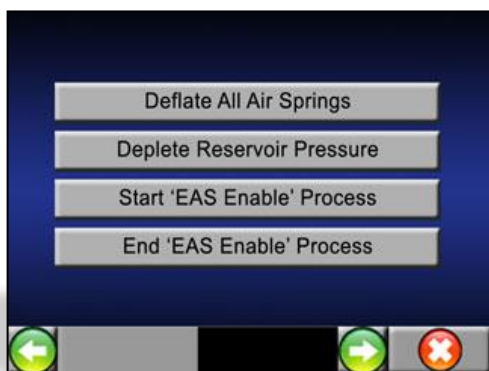 Deflate All Air Springs
Deplete Reservoir Pressure
Start ‘EAS Enable’ Process
End ‘EAS Enable’ Process